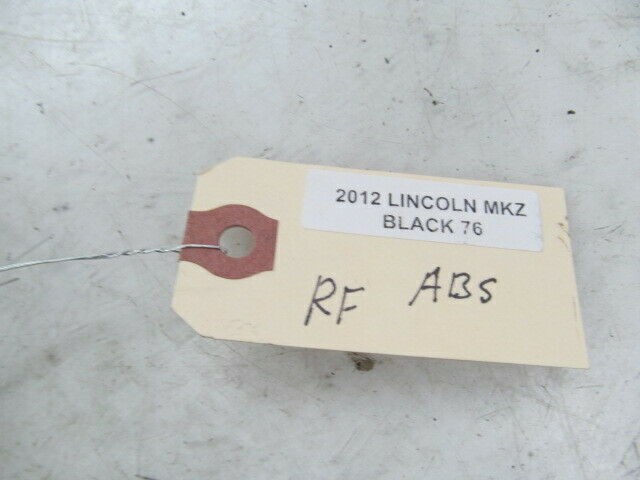 2012 LINCOLN MKZ
BLACK 76
RF ABS